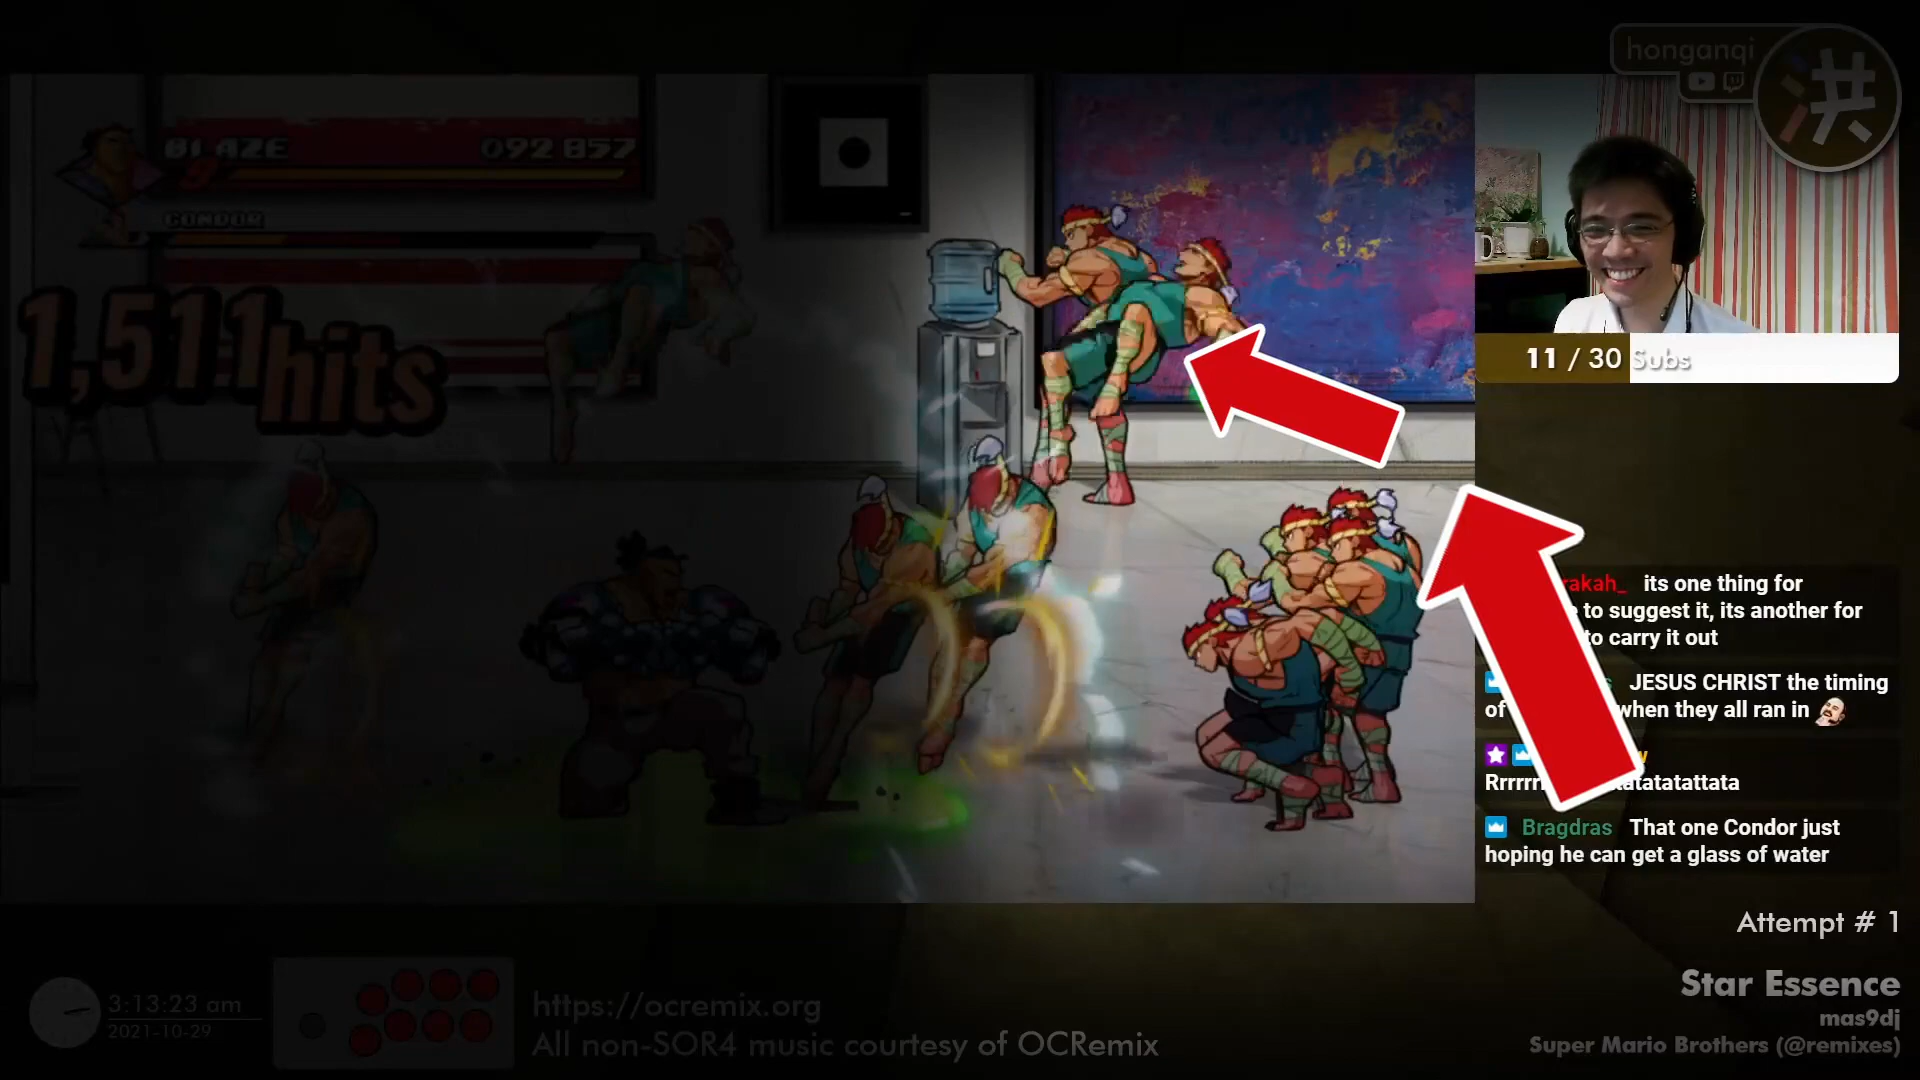 honganqi
洪
BLAZE 092 857
CONDOR
1,511 hits
11 / 30 Subs
rakah_ its one thing for
to suggest it, its another for
to carry it out
JESUS CHRIST the timing
of when they all ran in
Rrrrrr
tatatatattata
Bragdras That one Condor just
hoping he can get a glass of water
Attempt # 1
Star Essence
mas9dj
Super Mario Brothers (@remixes)
3:13:23 am
2021-10-29
https://ocremix.org
All non-SOR4 music courtesy of OCRemix